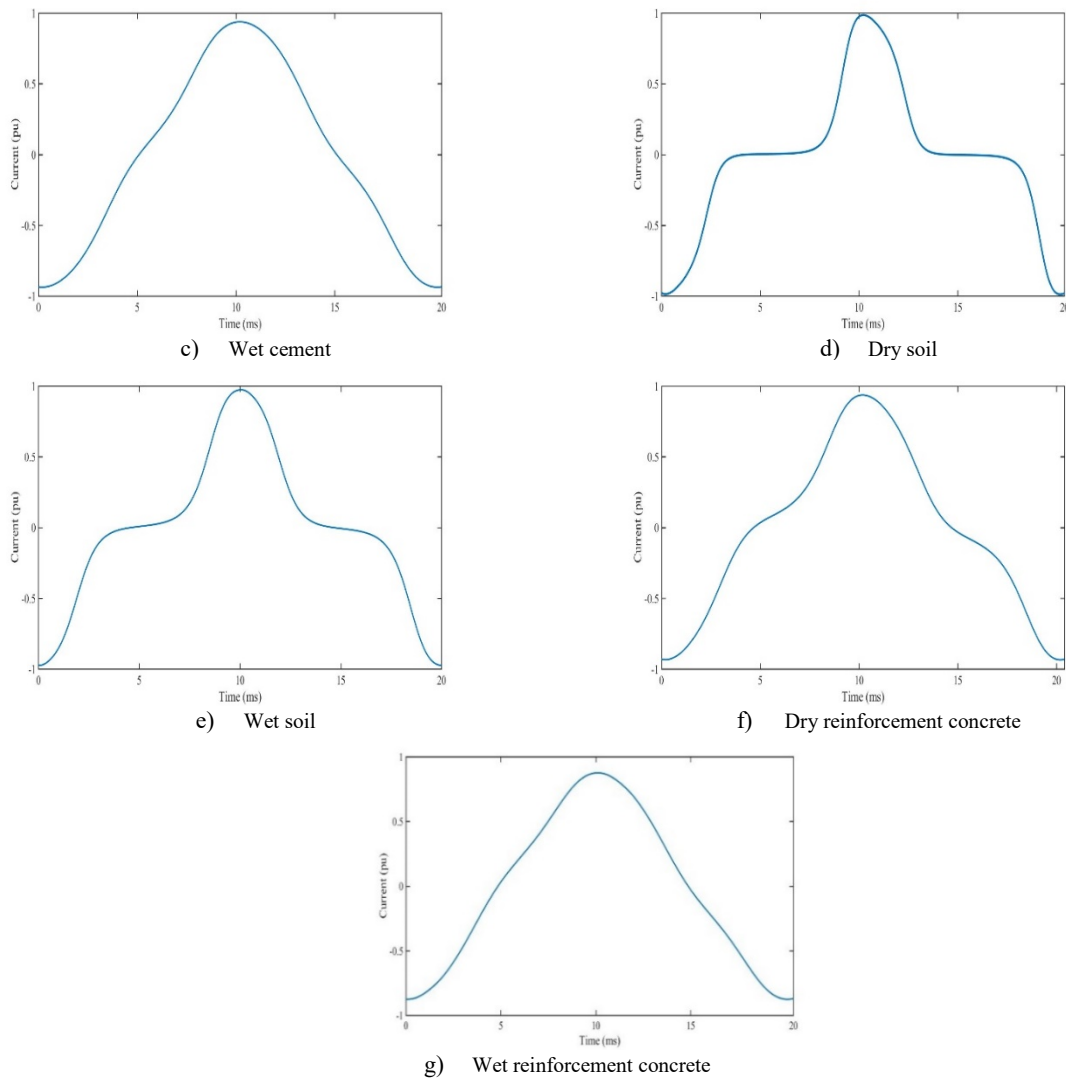 1
0.5
0
-0.5
-1
Current (pu)
0 5 10 15 20
Time (ms)
c) Wet cement
1
0.5
0
-0.5
-1
Current (pu)
0 5 10 15 20
Time (ms)
d) Dry soil
1
0.5
0
-0.5
-1
Current (pu)
0 5 10 15 20
Time (ms)
e) Wet soil
1
0.5
0
-0.5
-1
Current (pu)
0 5 10 15 20
Time (ms)
f) Dry reinforcement concrete
1
0.5
0
-0.5
-1
Current (pu)
0 5 10 15 20
Time (ms)
g) Wet reinforcement concrete